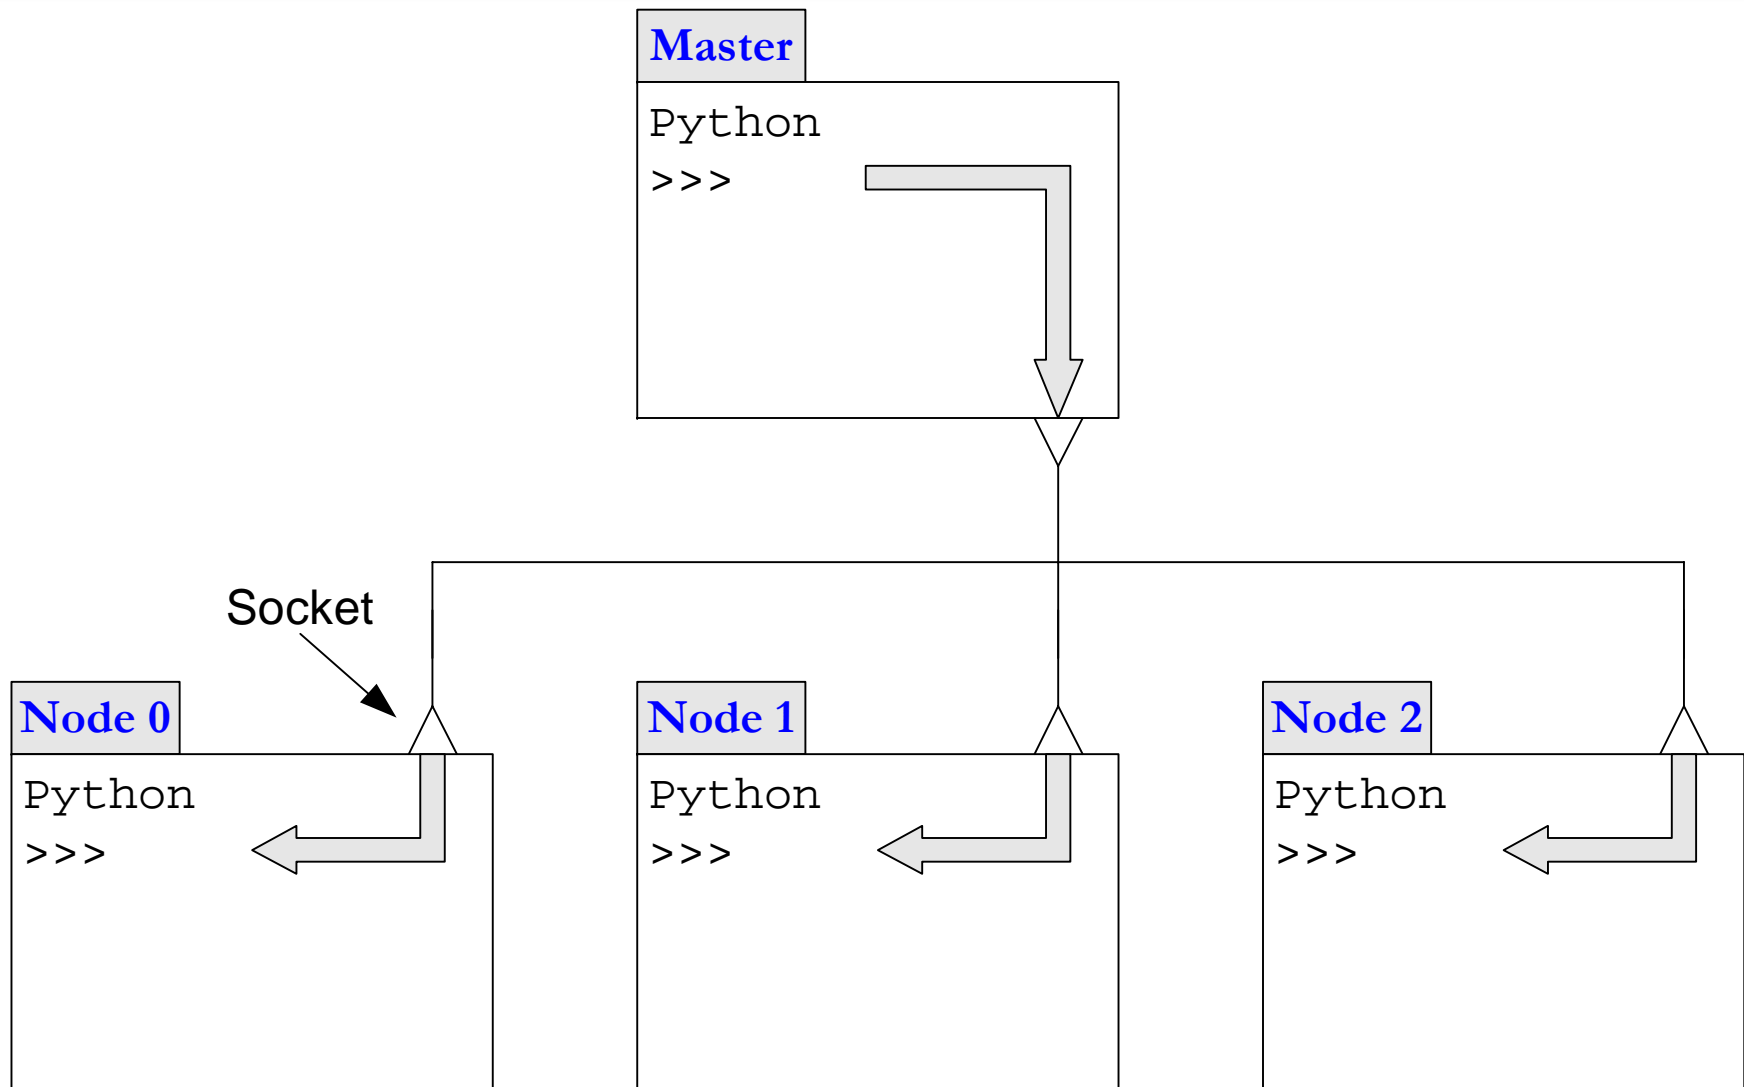 Master
Python
>>>
Socket
Node 0
Python
>>>
Node 1
Python
>>>
Node 2
Python
>>>